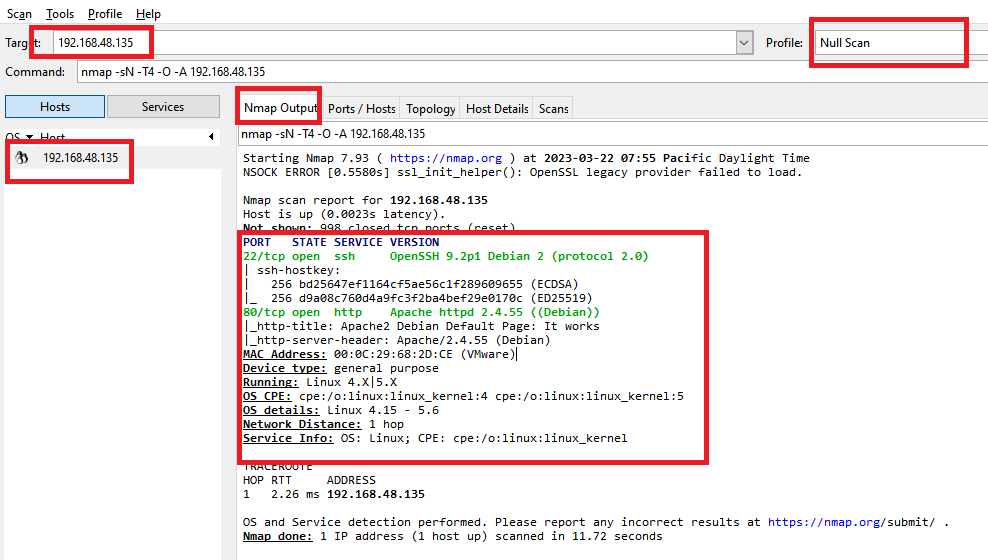 Scan Tools Profile Help
Target: 192.168.48.135 Profile: Null Scan
Command: nmap -sN -T4 -O -A 192.168.48.135
Hosts Services Nmap Output Ports / Hosts Topology Host Details Scans
OS Host nmap -sN -T4 -O -A 192.168.48.135
192.168.48.135
Starting Nmap 7.93 ( https://nmap.org ) at 2023-03-22 07:55 Pacific Daylight Time
NSOCK ERROR [0.5580s] ssl_init_helper(): OpenSSL legacy provider failed to load.
Nmap scan report for 192.168.48.135
Host is up (0.0023s latency).
Not shown: 998 closed tcp ports (reset)
PORT STATE SERVICE VERSION
22/tcp open ssh OpenSSH 9.2p1 Debian 2 (protocol 2.0)
| ssh-hostkey:
| 256 bd25647ef1164cf5ae56c1f289609655 (ECDSA)
|_ 256 d9a08c760d4a9fc3f2ba4bef29e0170c (ED25519)
80/tcp open http Apache httpd 2.4.55 ((Debian))
|_http-title: Apache2 Debian Default Page: It works
|_http-server-header: Apache/2.4.55 (Debian)
MAC Address: 00:0C:29:68:2D:CE (VMware)
Device type: general purpose
Running: Linux 4.X|5.X
OS CPE: cpe:/o:linux:linux_kernel:4 cpe:/o:linux:linux_kernel:5
OS details: Linux 4.15 - 5.6
Network Distance: 1 hop
Service Info: OS: Linux; CPE: cpe:/o:linux:linux_kernel
TRACEROUTE
HOP RTT ADDRESS
1 2.26 ms 192.168.48.135
OS and Service detection performed. Please report any incorrect results at https://nmap.org/submit/ .
Nmap done: 1 IP address (1 host up) scanned in 11.72 seconds